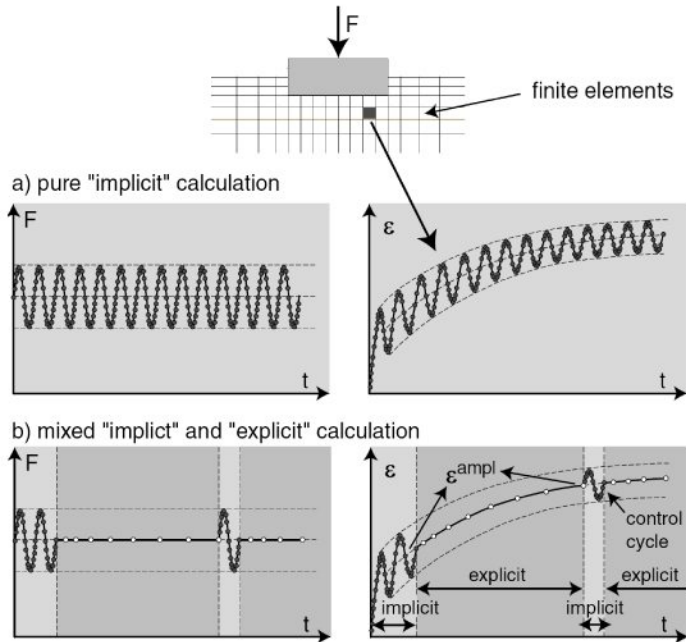 F
finite elements
a) pure "implicit" calculation
F
t
ε
t
b) mixed "implict" and "explicit" calculation
F
t
ε
ε^ampl
control
cycle
explicit
explicit
implicit
implicit
t